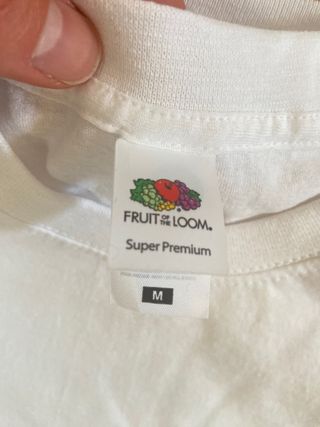 FRUIT OF THE LOOM®
Super Premium
M